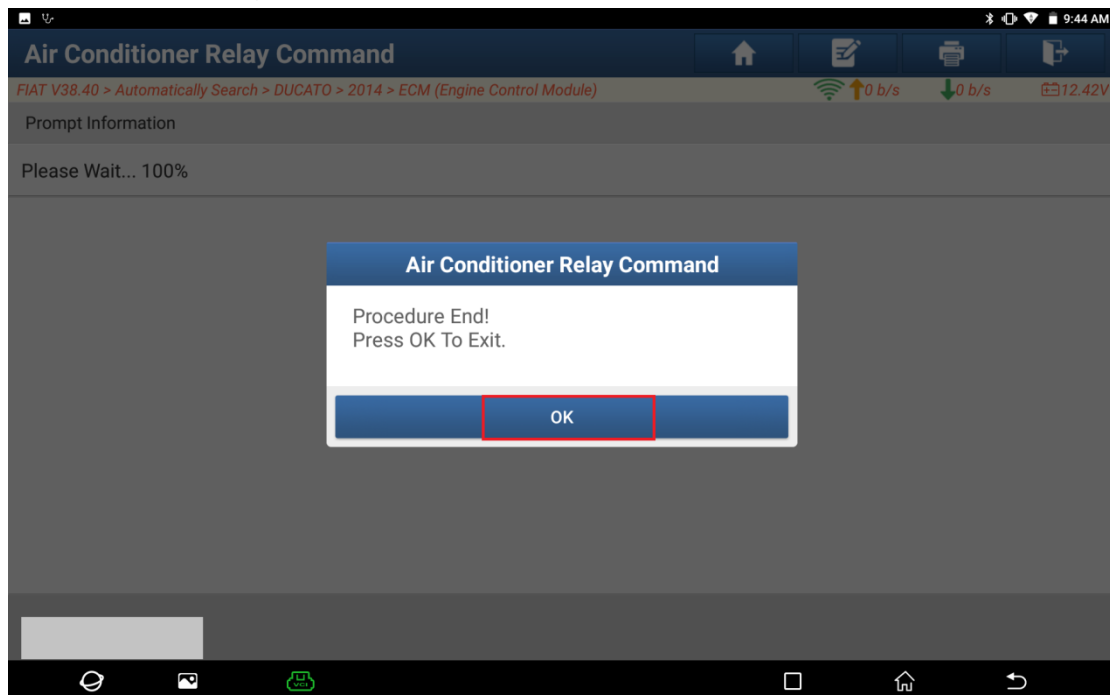 9:44 AM
Air Conditioner Relay Command
FIAT V38.40 > Automatically Search > DUCATO > 2014 > ECM (Engine Control Module)
0 b/s
0 b/s
12.42V
Prompt Information
Please Wait... 100%
Air Conditioner Relay Command
Procedure End!
Press OK To Exit.
OK
VCI